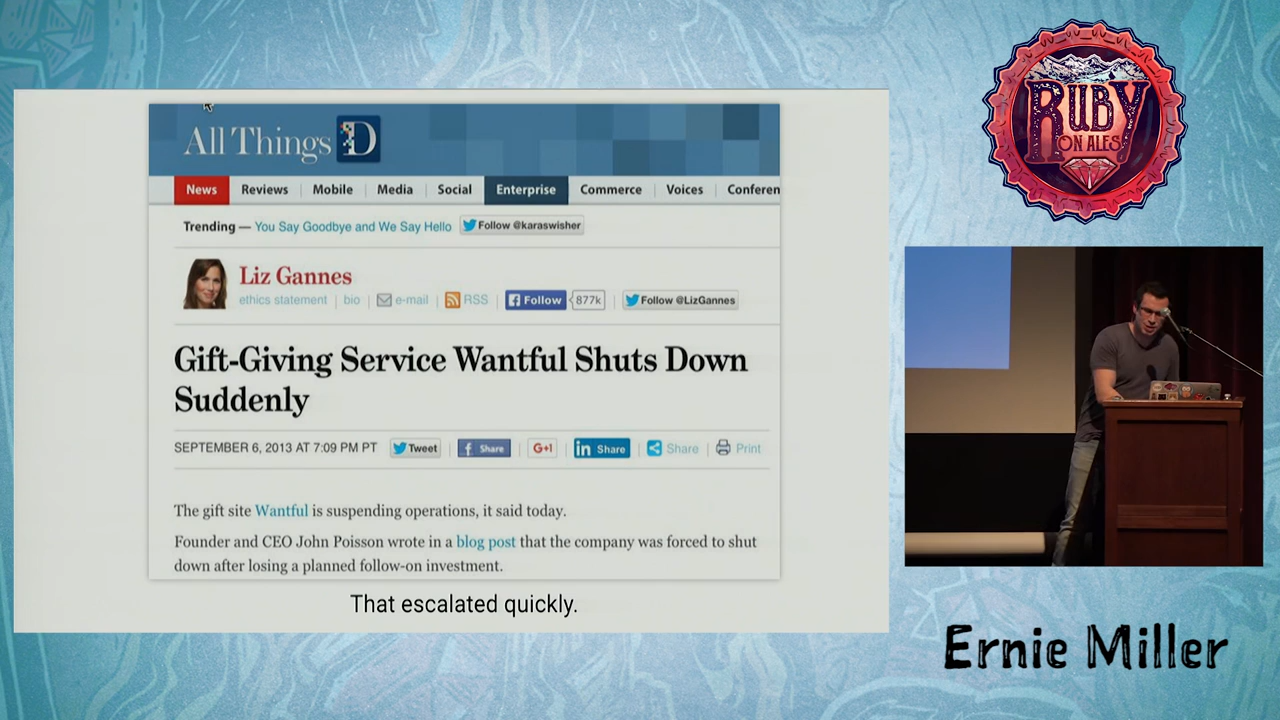 All Things D
News Reviews Mobile Media Social Enterprise Commerce Voices Conferen
Trending — You Say Goodbye and We Say Hello Follow @karaswisher
Liz Gannes
ethics statement | bio | e-mail | RSS | Follow 877k | Follow @LizGannes
Gift-Giving Service Wantful Shuts Down
Suddenly
SEPTEMBER 6, 2013 AT 7:09 PM PT Tweet | Share | G+1 | in Share | Share | Print
The gift site Wantful is suspending operations, it said today.
Founder and CEO John Poisson wrote in a blog post that the company was forced to shut
down after losing a planned follow-on investment.
That escalated quickly.
RUBY
ON ALES
Ernie Miller